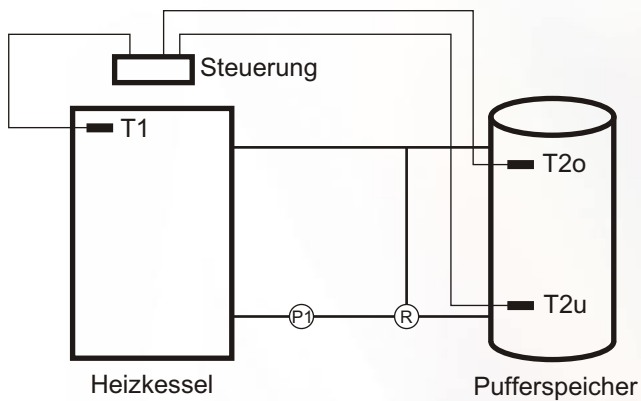 Steuerung
T1
T2o
T2u
P1
R
Heizkessel
Pufferspeicher